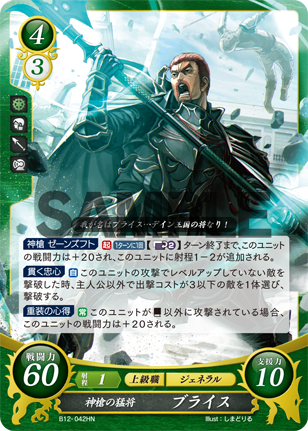 4
3
SAMPLE
我が名はブライス…デイン王国の将なり!
神槍 ゼーンズフト 起 1ターンに1回 2 ターン終了まで、このユニット
の戦闘力は+20され、このユニットに射程1-2が追加される。
貫く忠心 自 このユニットの攻撃でレベルアップしていない敵を
撃破した時、主人公以外で出撃コストが3以下の敵を1体選び、
撃破する。
重装の心得 常 このユニットが 以外に攻撃されている場合、
このユニットの戦闘力は+20される。
戦闘力
60
射程 1 上級職 ジェネラル
支援力
10
神槍の猛将 ブライス
B12-042HN
Illust:しまどりる